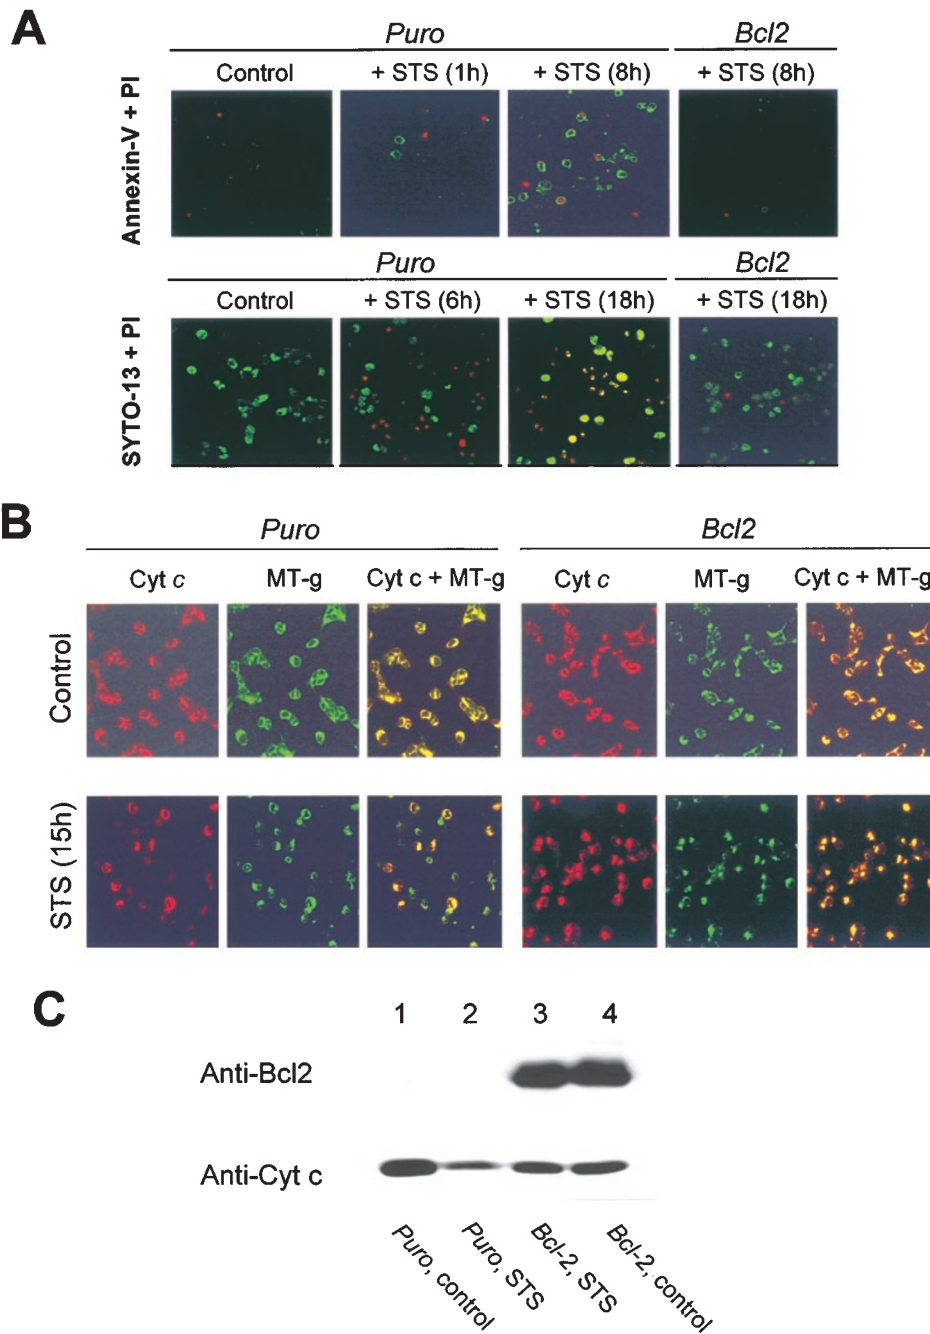 A
Puro Bcl2
Control + STS (1h) + STS (8h) + STS (8h)
Annexin-V + PI
Puro Bcl2
Control + STS (6h) + STS (18h) + STS (18h)
SYTO-13 + PI
B
Puro Bcl2
Cyt c MT-g Cyt c + MT-g Cyt c MT-g Cyt c + MT-g
Control
STS (15h)
C
1 2 3 4
Anti-Bcl2
Anti-Cyt c
Puro, control
Puro, STS
Bcl-2, STS
Bcl-2, control